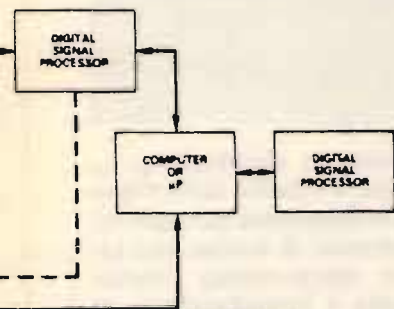 DIGITAL
SIGNAL
PROCESSOR
COMPUTER
OR
μP
DIGITAL
SIGNAL
PROCESSOR